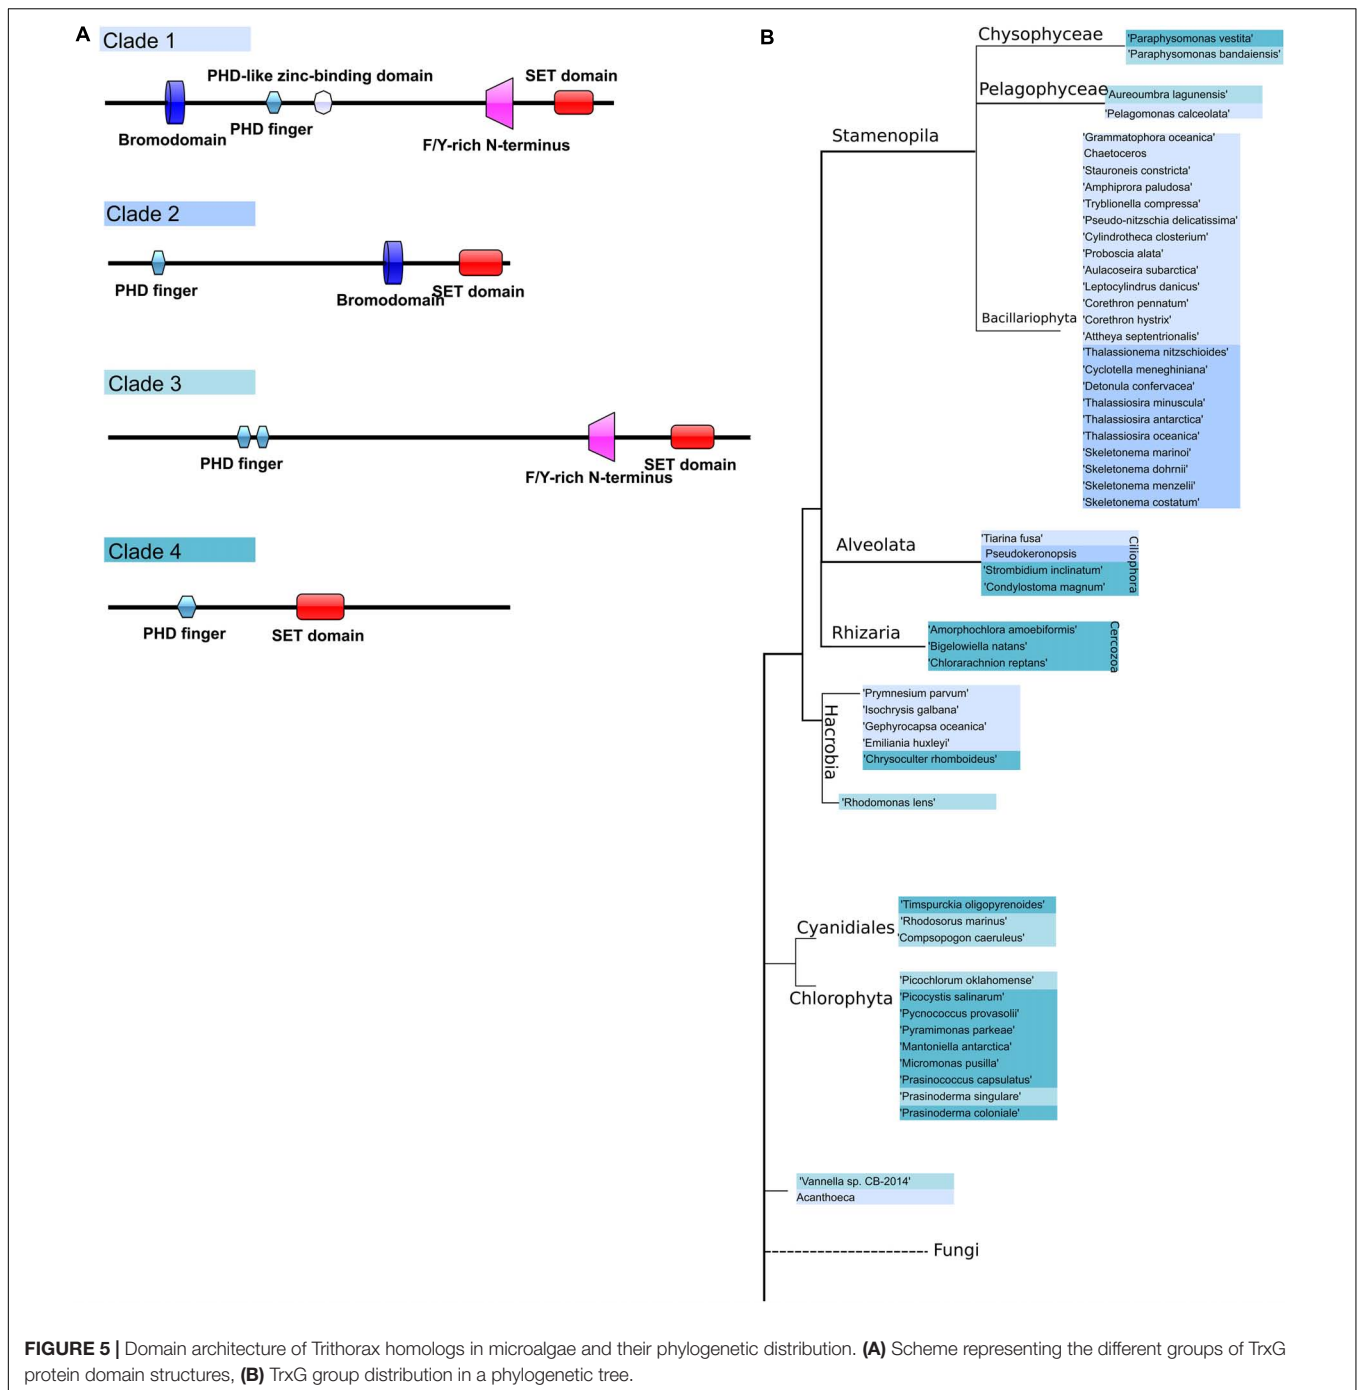 A
Clade 1
PHD-like zinc-binding domain
SET domain
Bromodomain
PHD finger
F/Y-rich N-terminus
Clade 2
PHD finger
Bromodomain
SET domain
Clade 3
PHD finger
F/Y-rich N-terminus
SET domain
Clade 4
PHD finger
SET domain
B
Chysophyceae
'Paraphysomonas vestita'
'Paraphysomonas bandaiensis'
Pelagophyceae
'Aureoumbra lagunensis'
'Pelagomonas calceolata'
Stamenopila
'Grammatophora oceanica'
Chaetoceros
'Stauroneis constricta'
'Amphiprora paludosa'
'Tryblionella compressa'
'Pseudo-nitzschia delicatissima'
'Cylindrotheca closterium'
'Proboscia alata'
'Aulacoseira subarctica'
'Leptocylindrus danicus'
'Corethron pennatum'
'Corethron hystrix'
'Attheya septentrionalis'
Bacillariophyta
'Thalassionema nitzschioides'
'Cyclotella meneghiniana'
'Detonula confervacea'
'Thalassiosira minuscula'
'Thalassiosira antarctica'
'Thalassiosira oceanica'
'Skeletonema marinoi'
'Skeletonema dohrnii'
'Skeletonema menzelii'
'Skeletonema costatum'
Alveolata
'Tiarina fusa'
Pseudokeronopsis
'Strombidium inclinatum'
'Condylostoma magnum'
Ciliophora
Rhizaria
'Amorphochlora amoebiformis'
'Bigelowiella natans'
'Chlorarachnion reptans'
Cercozoa
Hacrobia
'Prymnesium parvum'
'Isochrysis galbana'
'Gephyrocapsa oceanica'
'Emiliania huxleyi'
'Chrysoculter rhomboideus'
'Rhodomonas lens'
Cyanidiales
'Timspurckia oligopyrenoides'
'Rhodosorus marinus'
'Compsopogon caeruleus'
Chlorophyta
'Picochlorum oklahomense'
'Picocystis salinarum'
'Pycnococcus provasolii'
'Pyramimonas parkeae'
'Mantoniella antarctica'
'Micromonas pusilla'
'Prasinococcus capsulatus'
'Prasinoderma singulare'
'Prasinoderma coloniale'
'Vannella sp. CB-2014'
Acanthoeca
Fungi
FIGURE 5 | Domain architecture of Trithorax homologs in microalgae and their phylogenetic distribution. (A) Scheme representing the different groups of TrxG
protein domain structures, (B) TrxG group distribution in a phylogenetic tree.